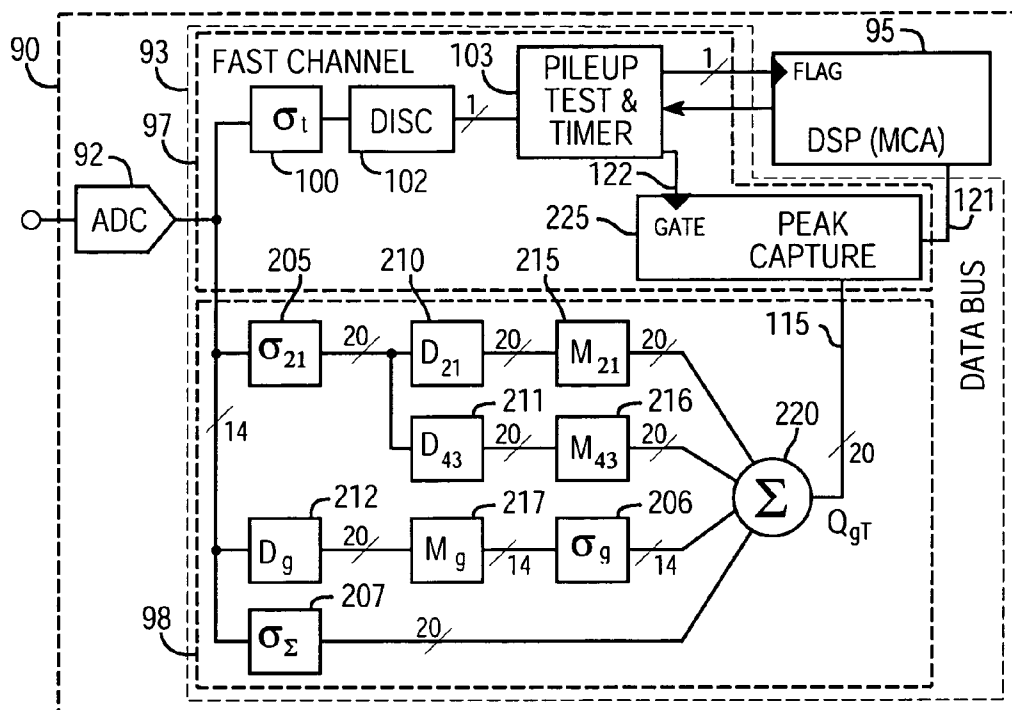 90
93
FAST CHANNEL
103
PILEUP
TEST &
TIMER
1
95
FLAG
DSP (MCA)
97
σt
DISC
1
100
102
122
92
ADC
225
GATE
PEAK
CAPTURE
121
DATA BUS
205
210
215
115
σ21
20
D21
20
M21
20
211
216
220
14
D43
20
M43
20
20
212
217
206
Σ
Dg
20
Mg
14
σg
14
QgT
207
98
σΣ
20